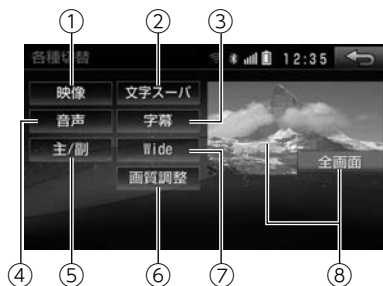 ① ② ③
各種切替 12:35
映像 文字スーパ
④ 音声 字幕
主/副 Wide 全画面
画質調整
④ ⑤ ⑥ ⑦ ⑧